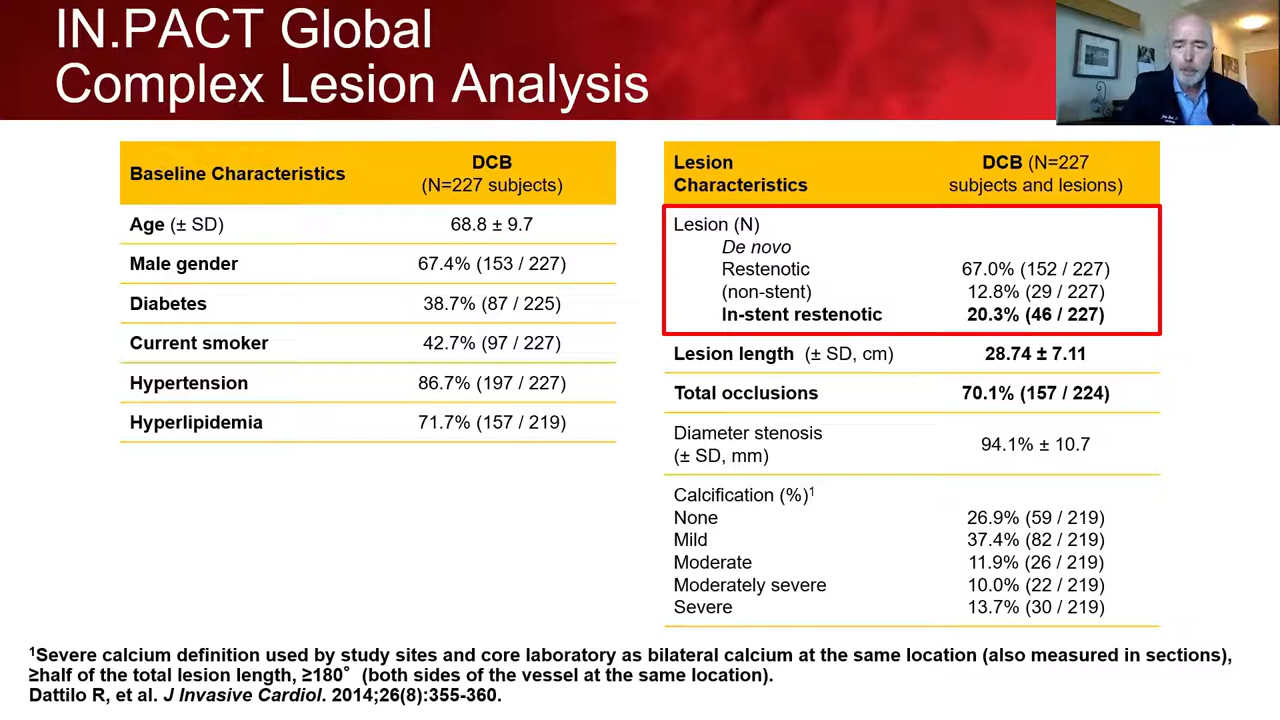 IN.PACT Global
Complex Lesion Analysis
Baseline Characteristics DCB (N=227 subjects)
Age (± SD) 68.8 ± 9.7
Male gender 67.4% (153 / 227)
Diabetes 38.7% (87 / 225)
Current smoker 42.7% (97 / 227)
Hypertension 86.7% (197 / 227)
Hyperlipidemia 71.7% (157 / 219)
Lesion Characteristics DCB (N=227 subjects and lesions)
Lesion (N)
De novo
Restenotic 67.0% (152 / 227)
(non-stent) 12.8% (29 / 227)
In-stent restenotic 20.3% (46 / 227)
Lesion length (± SD, cm) 28.74 ± 7.11
Total occlusions 70.1% (157 / 224)
Diameter stenosis (± SD, mm) 94.1% ± 10.7
Calcification (%)¹
None 26.9% (59 / 219)
Mild 37.4% (82 / 219)
Moderate 11.9% (26 / 219)
Moderately severe 10.0% (22 / 219)
Severe 13.7% (30 / 219)
¹Severe calcium definition used by study sites and core laboratory as bilateral calcium at the same location (also measured in sections),
≥half of the total lesion length, ≥180° (both sides of the vessel at the same location).
Dattilo R, et al. J Invasive Cardiol. 2014;26(8):355-360.